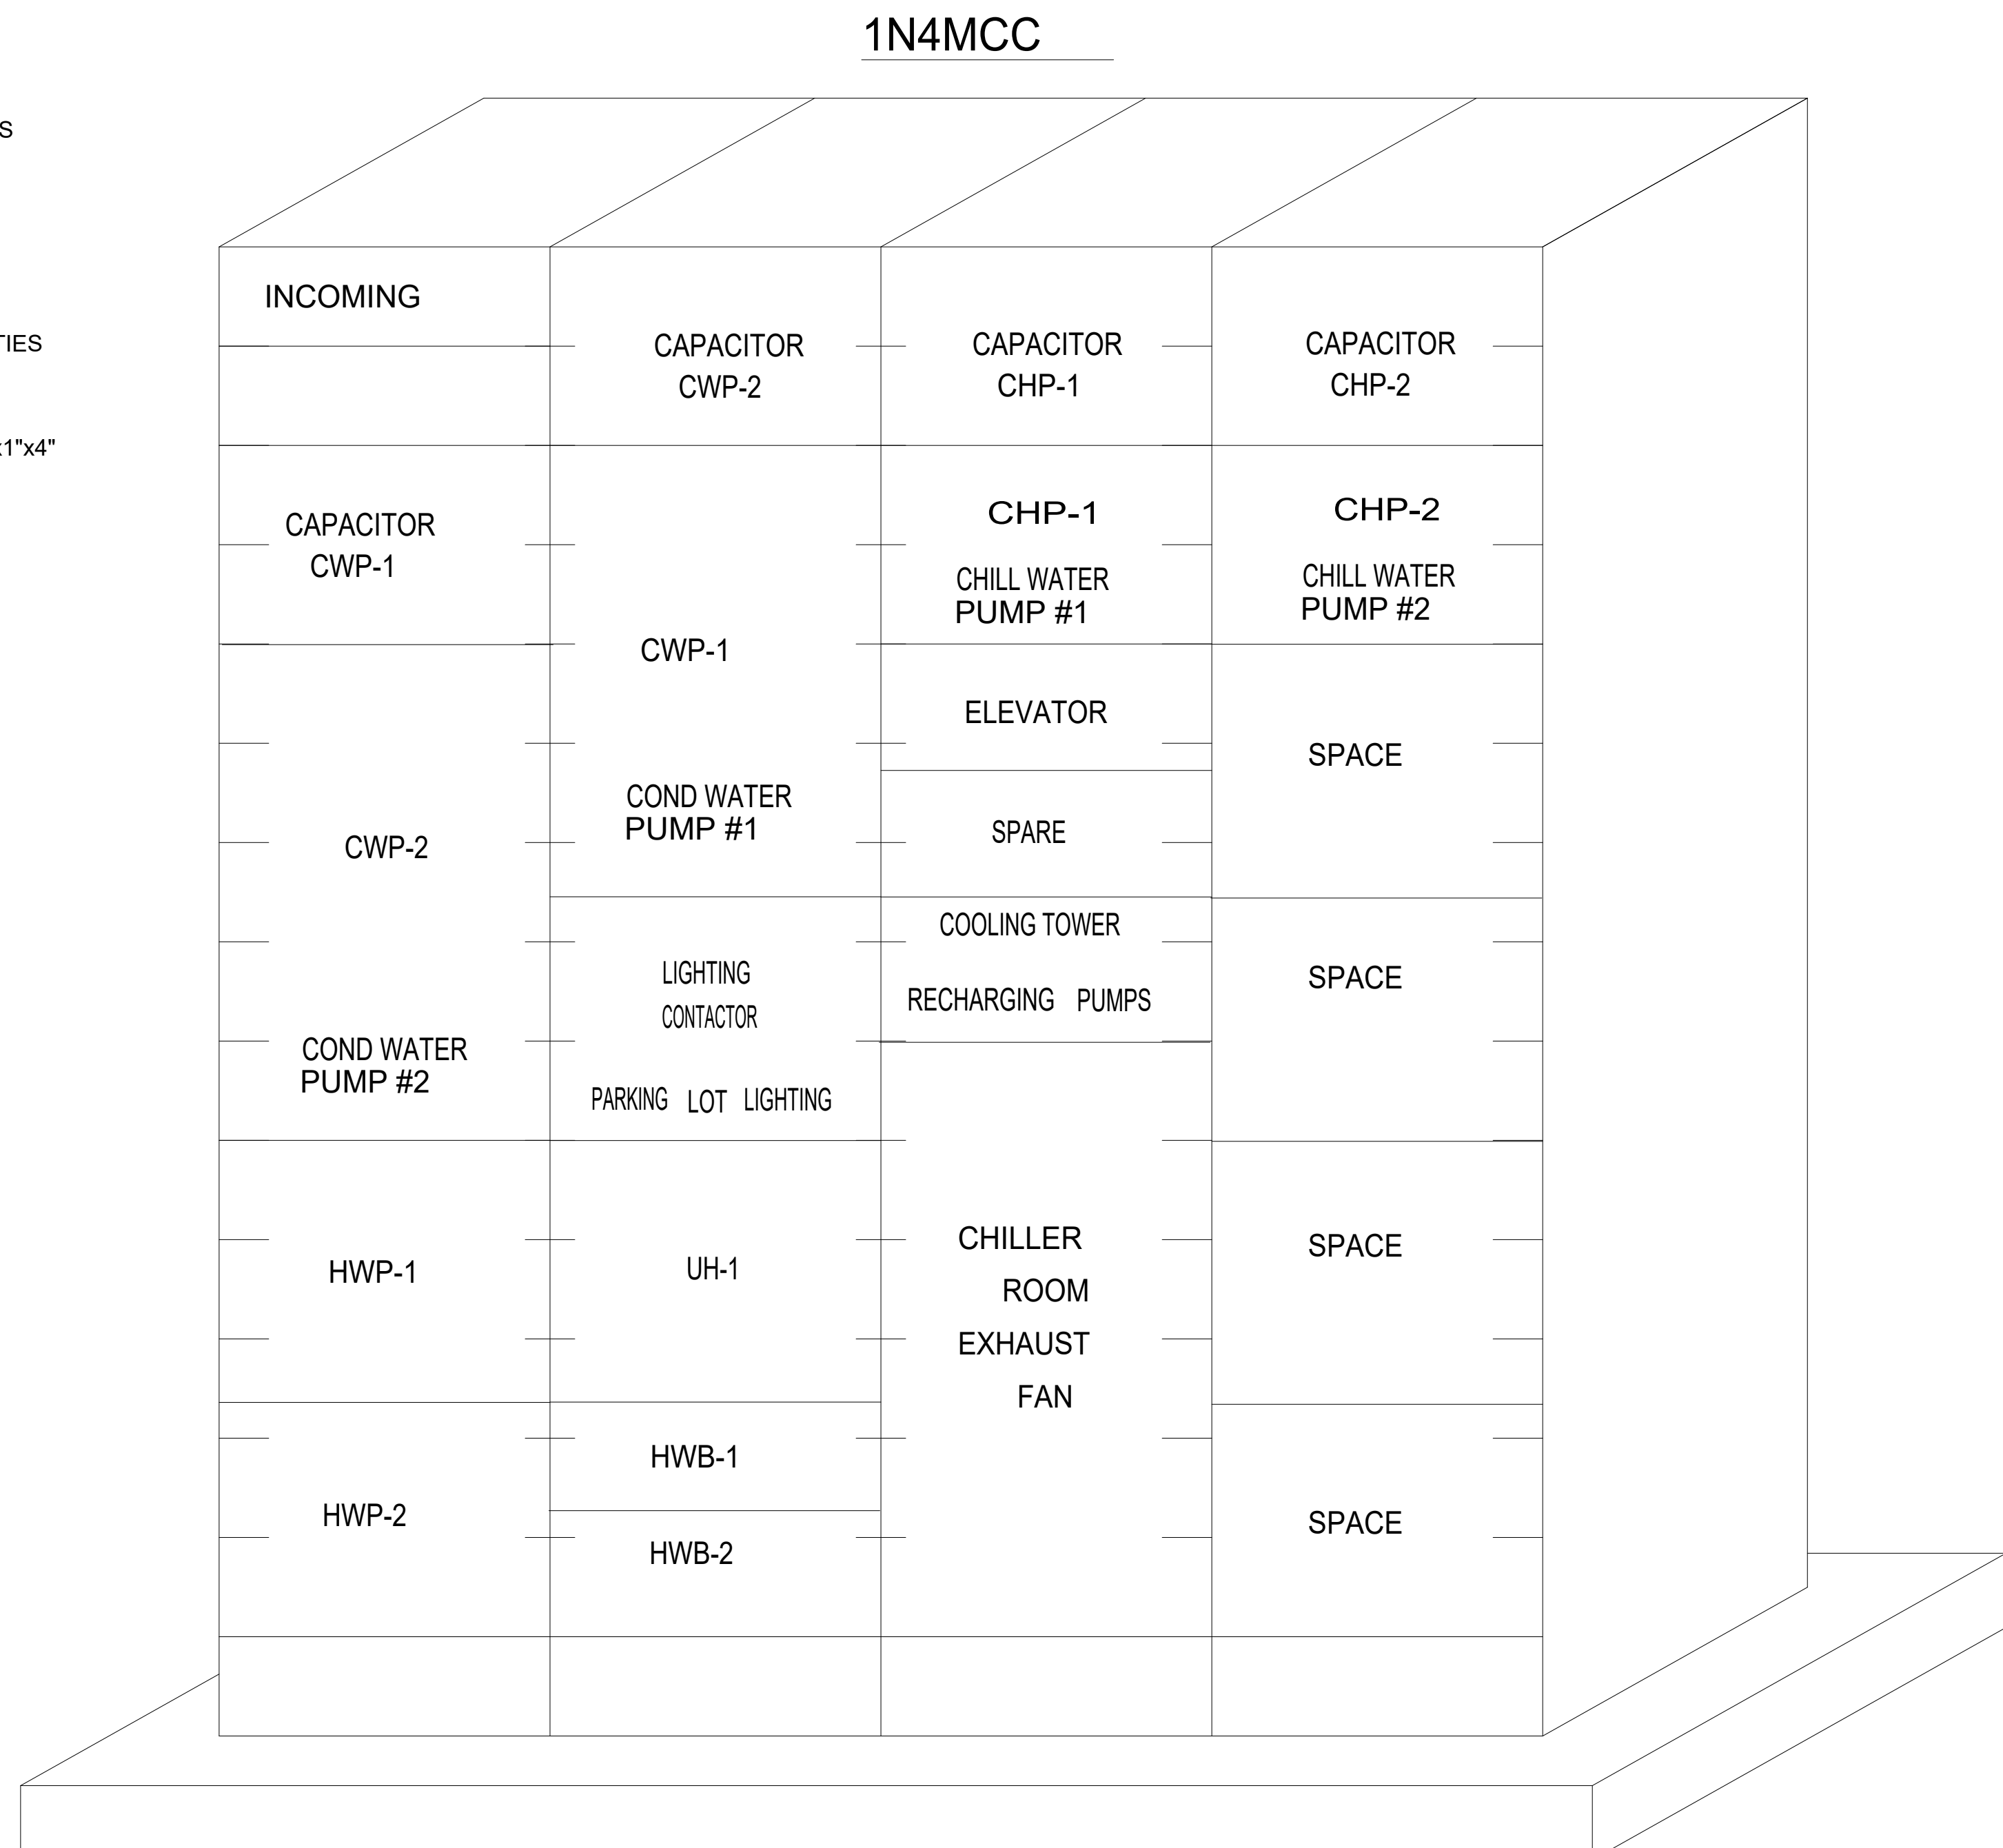 1N4MCC
S
TIES
x1"x4"
INCOMING
CAPACITOR
CWP-1
CWP-2
COND WATER
PUMP #2
HWP-1
HWP-2
CAPACITOR
CWP-2
CWP-1
COND WATER
PUMP #1
LIGHTING
CONTACTOR
PARKING LOT LIGHTING
UH-1
HWB-1
HWB-2
CAPACITOR
CHP-1
CHP-1
CHILL WATER
PUMP #1
ELEVATOR
SPARE
COOLING TOWER
RECHARGING PUMPS
CHILLER
ROOM
EXHAUST
FAN
CAPACITOR
CHP-2
CHP-2
CHILL WATER
PUMP #2
SPACE
SPACE
SPACE
SPACE